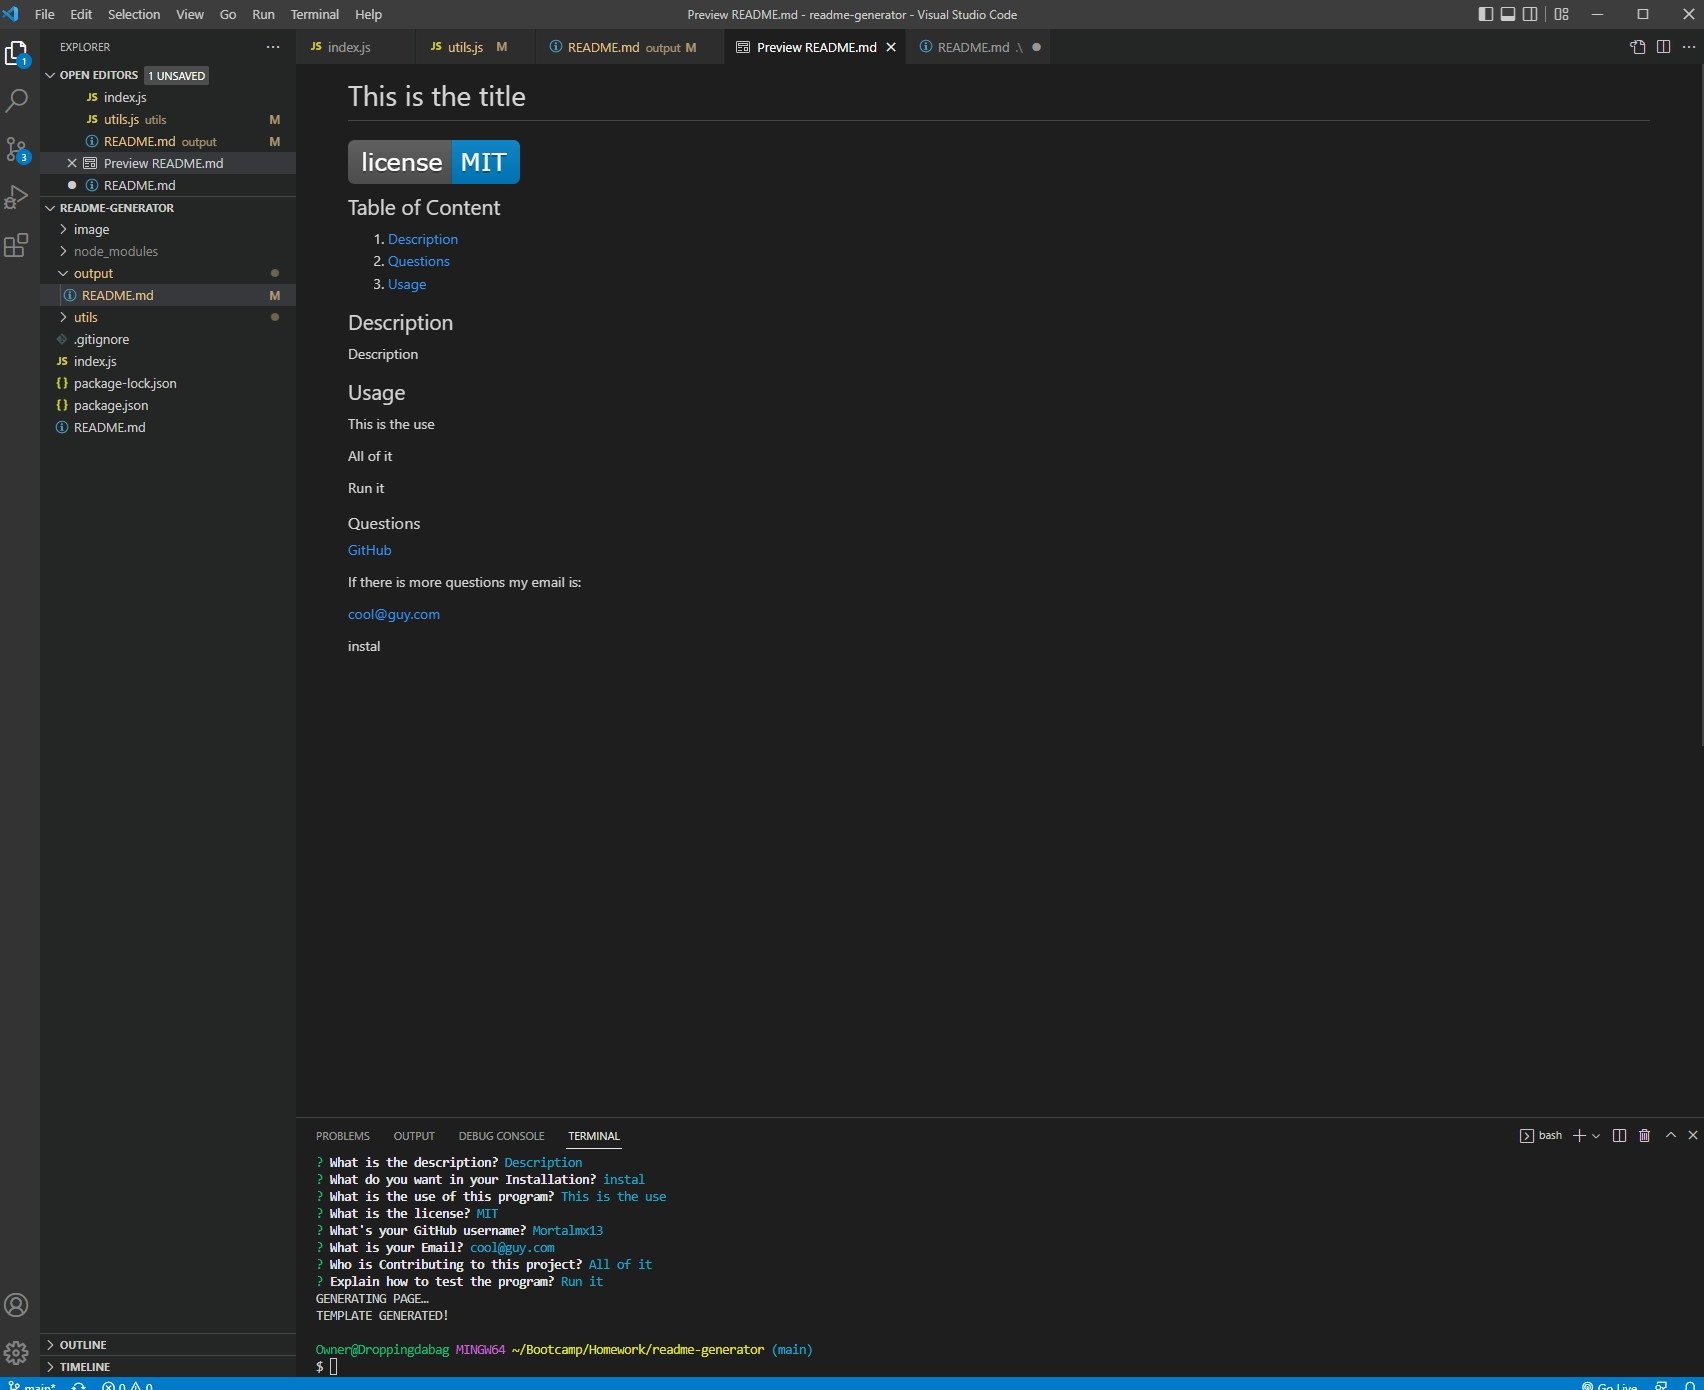 File Edit Selection View Go Run Terminal Help
Preview README.md - readme-generator - Visual Studio Code
EXPLORER
index.js
utils.js M
README.md output M
Preview README.md
README.md .\
OPEN EDITORS 1 UNSAVED
JS index.js
JS utils.js utils M
README.md output M
Preview README.md
README.md
README-GENERATOR
image
node_modules
output
README.md M
utils
.gitignore
JS index.js
{} package-lock.json
{} package.json
README.md
OUTLINE
TIMELINE
1
3
This is the title
license MIT
Table of Content
1. Description
2. Questions
3. Usage
Description
Description
Usage
This is the use
All of it
Run it
Questions
GitHub
If there is more questions my email is:
cool@guy.com
instal
PROBLEMS OUTPUT DEBUG CONSOLE TERMINAL
bash
? What is the description? Description
? What do you want in your Installation? instal
? What is the use of this program? This is the use
? What is the license? MIT
? What's your GitHub username? Mortalmx13
? What is your Email? cool@guy.com
? Who is Contributing to this project? All of it
? Explain how to test the program? Run it
GENERATING PAGE…
TEMPLATE GENERATED!
Owner@Droppingdabag MINGW64 ~/Bootcamp/Homework/readme-generator (main)
$
main* 0 0
Go Live